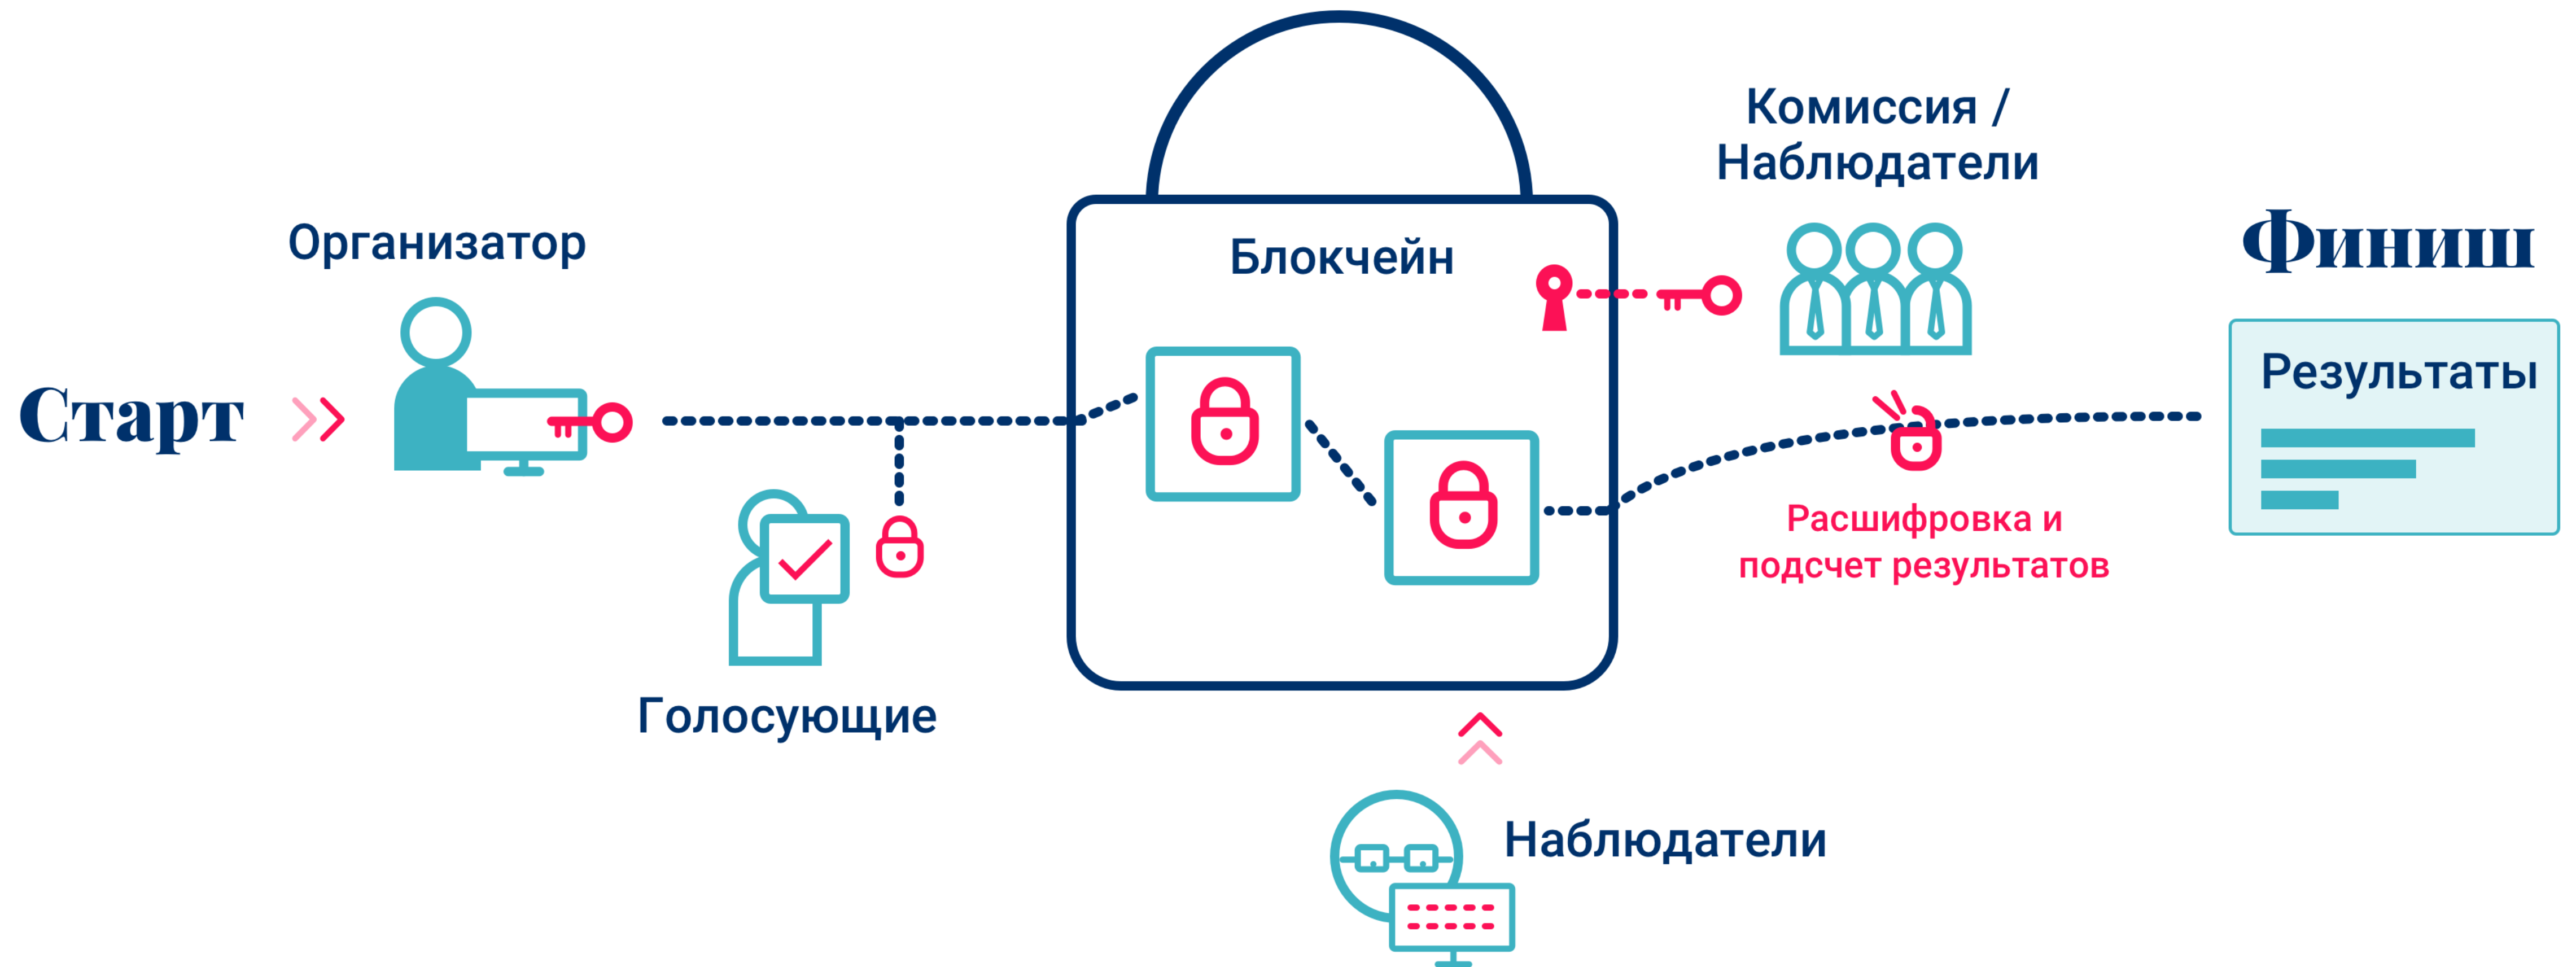 Старт
Организатор
Голосующие
Блокчейн
Комиссия /
Наблюдатели
Расшифровка и
подсчет результатов
Наблюдатели
Финиш
Результаты